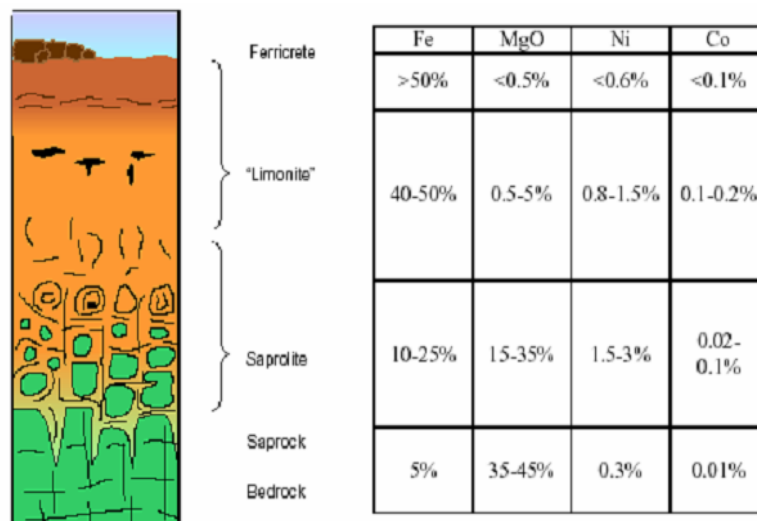 Ferricrete
"Limonite"
Saprolite
Saprock
Bedrock
Fe MgO Ni Co
>50% <0.5% <0.6% <0.1%
40-50% 0.5-5% 0.8-1.5% 0.1-0.2%
10-25% 15-35% 1.5-3% 0.02-
0.1%
5% 35-45% 0.3% 0.01%